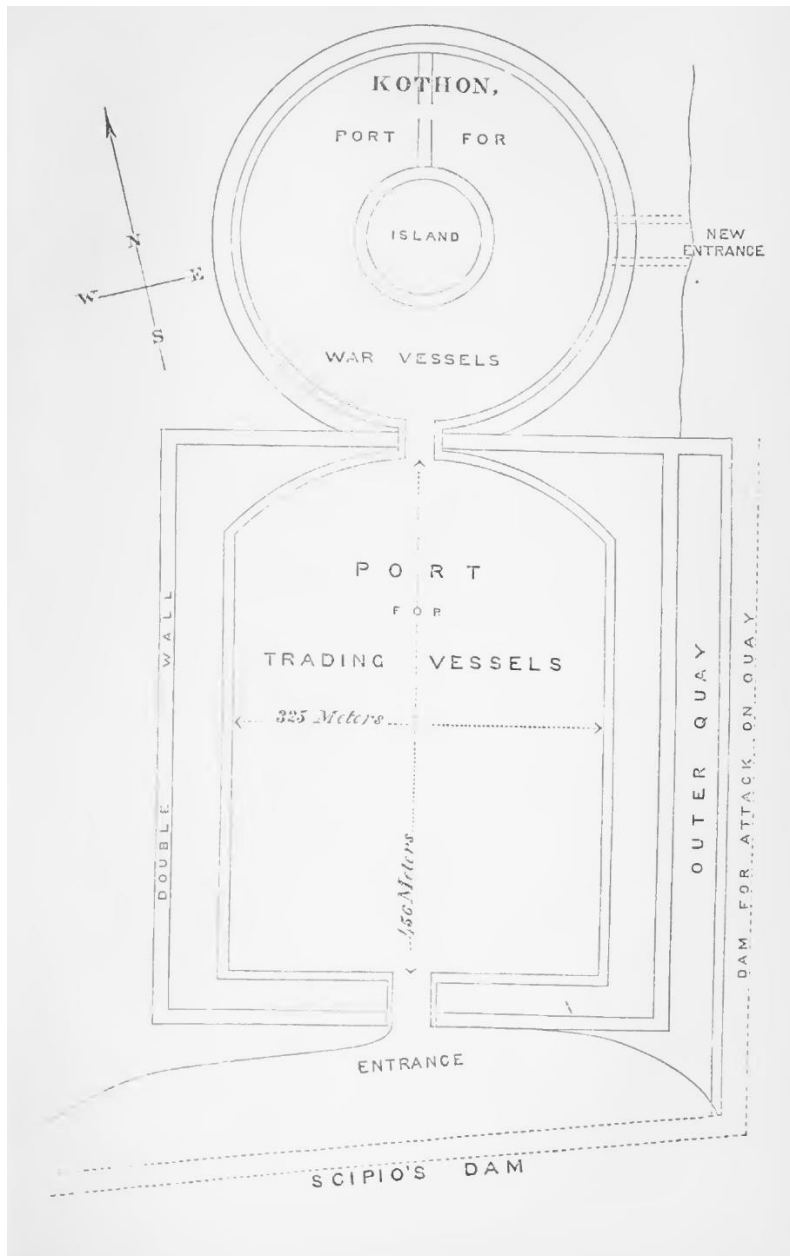 KOTHON,
PORT FOR
ISLAND
WAR VESSELS
N
W E
S
NEW
ENTRANCE
PORT
FOR
TRADING VESSELS
325 Meters
456 Meters
DOUBLE WALL
OUTER QUAY
DAM FOR ATTACK ON QUAY
ENTRANCE
SCIPIO'S DAM